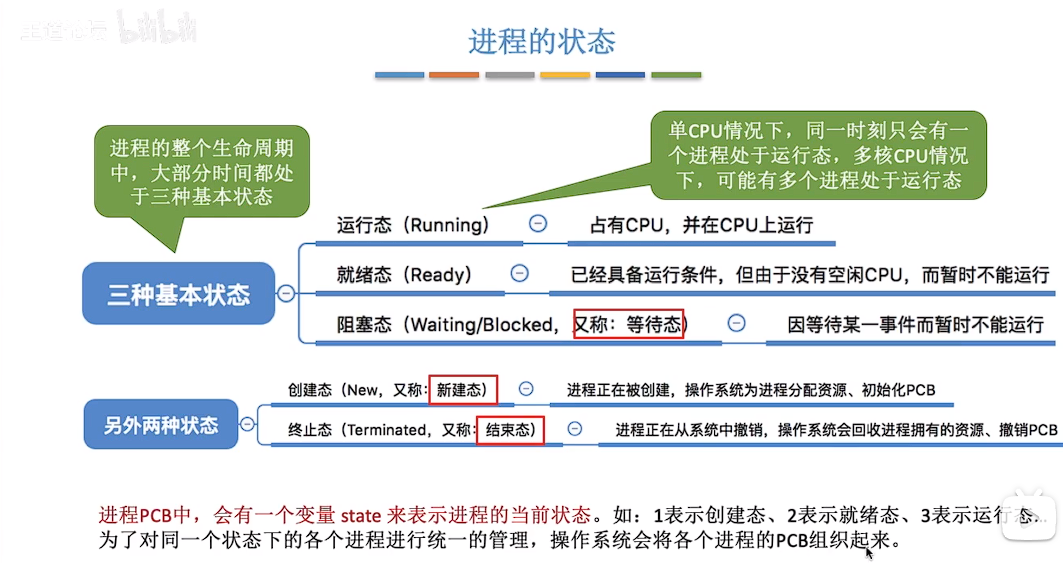 bilibili
进程的状态
进程的整个生命周期
中，大部分时间都处
于三种基本状态
单CPU情况下，同一时刻只会有一
个进程处于运行态，多核CPU情况
下，可能有多个进程处于运行态
三种基本状态
运行态（Running）
占有CPU，并在CPU上运行
就绪态（Ready）
已经具备运行条件，但由于没有空闲CPU，而暂时不能运行
阻塞态（Waiting/Blocked，又称：等待态）
因等待某一事件而暂时不能运行
另外两种状态
创建态（New，又称：新建态）
进程正在被创建，操作系统为进程分配资源、初始化PCB
终止态（Terminated，又称：结束态）
进程正在从系统中撤销，操作系统会回收进程拥有的资源、撤销PCB
进程PCB中，会有一个变量 state 来表示进程的当前状态。如：1表示创建态、2表示就绪态、3表示运行态…
为了对同一个状态下的各个进程进行统一的管理，操作系统会将各个进程的PCB组织起来。